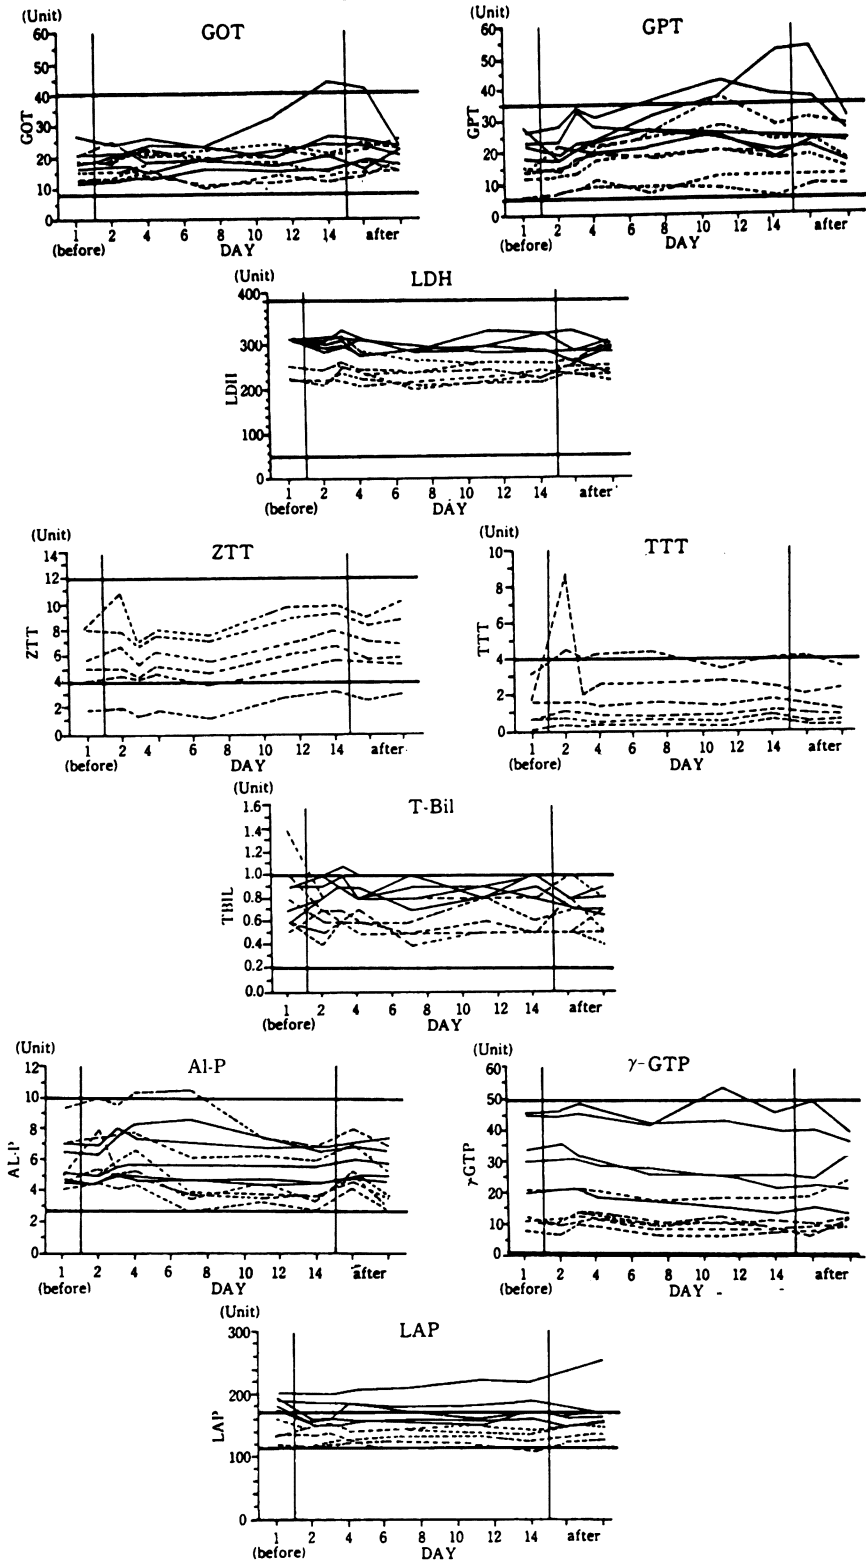 (Unit)
GOT
60
50
40
30
20
10
0
GOT
1 2 4 6 8 10 12 14 after
(before)
DAY
(Unit)
GPT
60
50
40
30
20
10
0
GPT
1 2 4 6 8 10 12 14 after
(before)
DAY
(Unit)
LDH
400
300
200
100
0
LDH
1 2 4 6 8 10 12 14 after
(before)
DAY
(Unit)
ZTT
14
12
10
8
6
4
2
0
ZTT
1 2 4 6 8 10 12 14 after
(before)
DAY
(Unit)
TTT
10
8
6
4
2
0
TTT
1 2 4 6 8 10 12 14 after
(before)
DAY
(Unit)
T-Bil
1.6
1.4
1.2
1.0
0.8
0.6
0.4
0.2
0.0
TBIL
1 2 4 6 8 10 12 14 after
(before)
DAY
(Unit)
Al-P
12
10
8
6
4
2
0
AL-P
1 2 4 6 8 10 12 14 after
(before)
DAY
(Unit)
γ-GTP
60
50
40
30
20
10
0
γGTP
1 2 4 6 8 10 12 14 after
(before)
DAY
(Unit)
LAP
300
200
100
0
LAP
1 2 4 6 8 10 12 14 after
(before)
DAY